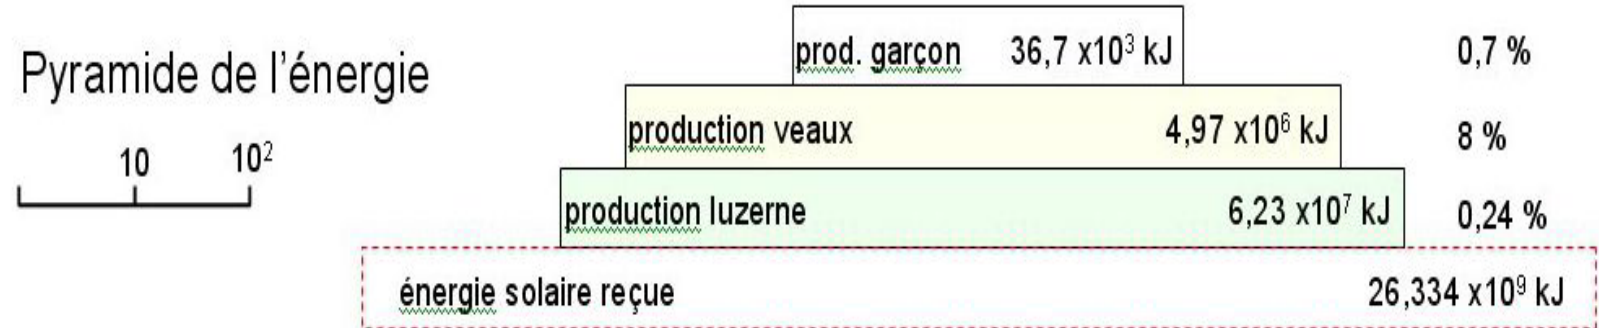 Pyramide de l'énergie
10 10²
prod. garçon 36,7 x10³ kJ 0,7 %
production veaux 4,97 x10⁶ kJ 8 %
production luzerne 6,23 x10⁷ kJ 0,24 %
énergie solaire reçue 26,334 x10⁹ kJ